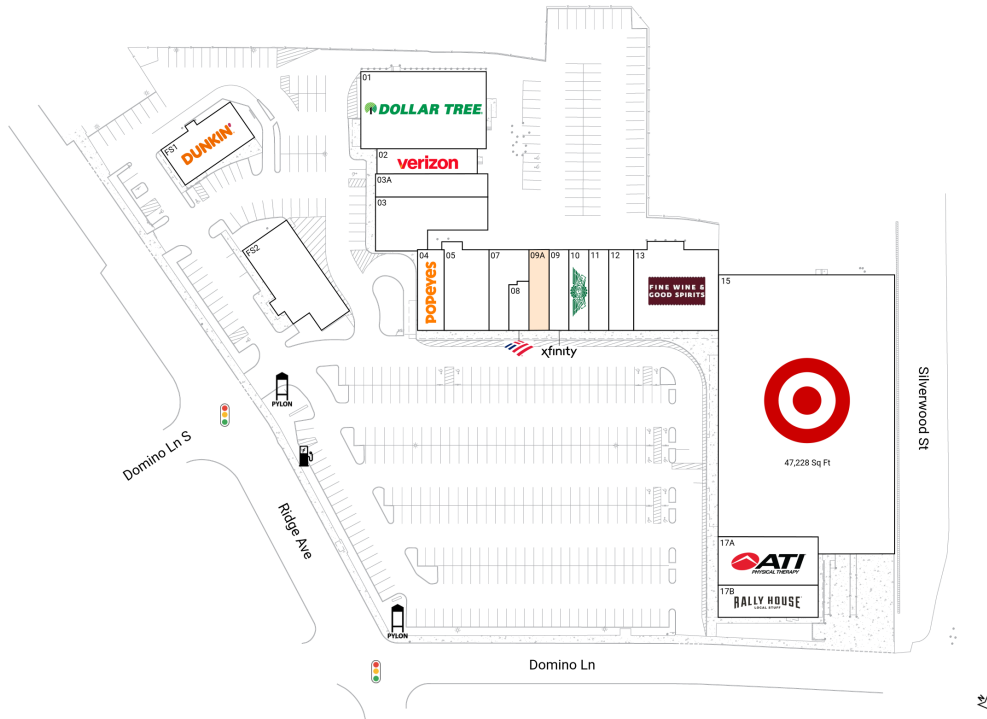 01
DOLLAR TREE
FS1
DUNKIN'
02
verizon
03A
03
FS2
04
POPEYES
05
07
08
09A
09
10
11
12
13
FINE WINE &
GOOD SPIRITS
15
xfinity
PYLON
Domino Ln S
Ridge Ave
47,228 Sq Ft
Silverwood St
17A
ATI
PHYSICAL THERAPY
17B
RALLY HOUSE
LOCAL STUFF
PYLON
Domino Ln